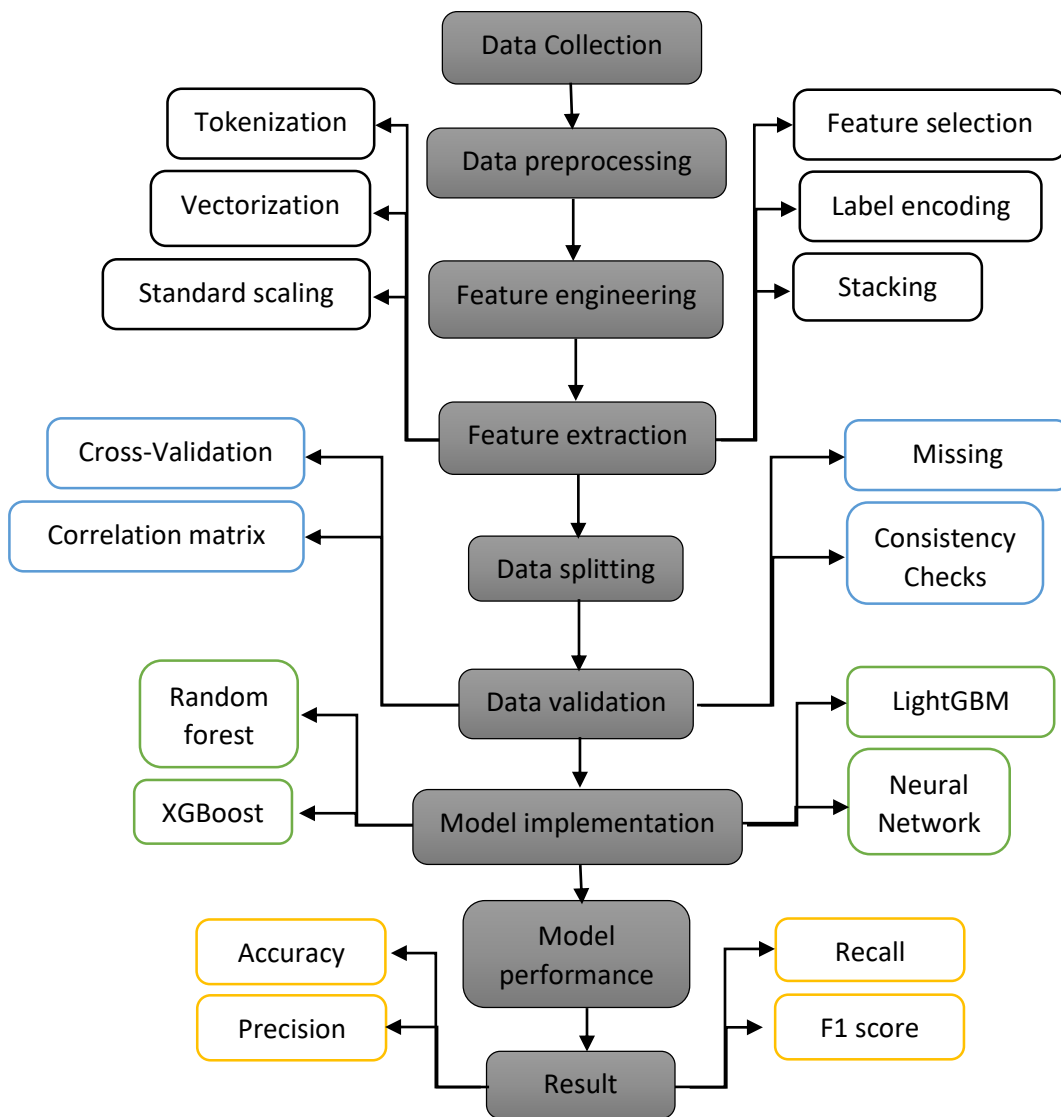 Data Collection
Tokenization
Feature selection
Data preprocessing
Vectorization
Label encoding
Standard scaling
Feature engineering
Stacking
Feature extraction
Cross-Validation
Missing
Correlation matrix
Consistency
Checks
Data splitting
Data validation
Random
forest
LightGBM
XGBoost
Model implementation
Neural
Network
Model
performance
Accuracy
Recall
Precision
F1 score
Result